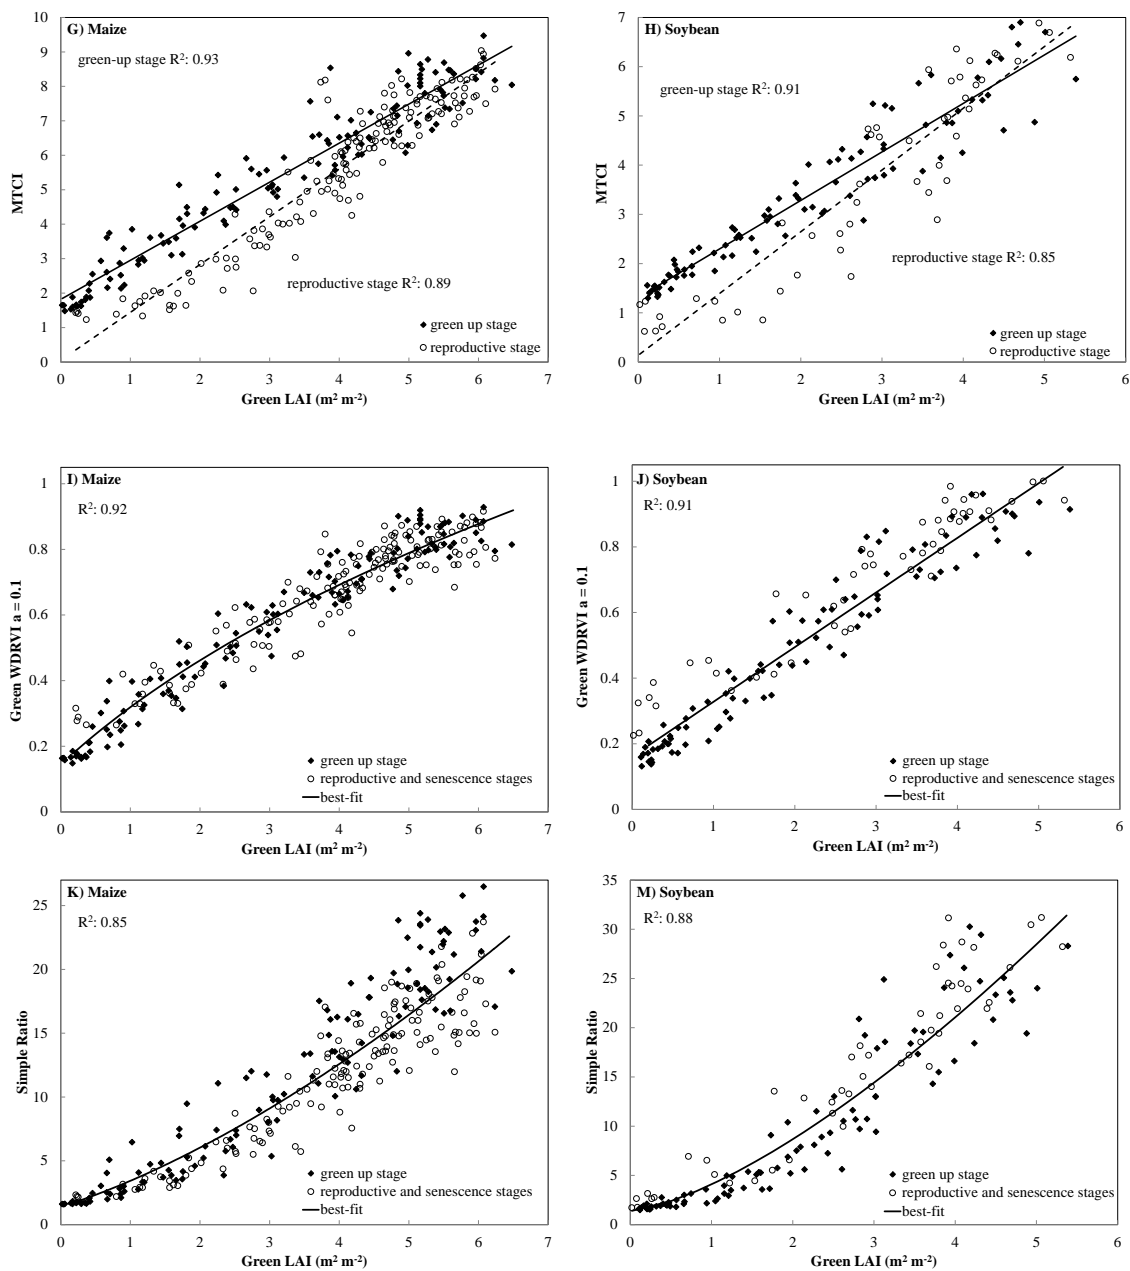 G) Maize
green-up stage R²: 0.93
reproductive stage R²: 0.89
green up stage
reproductive stage
MTCI
10
9
8
7
6
5
4
3
2
1
0
0 1 2 3 4 5 6 7
Green LAI (m² m⁻²)
H) Soybean
green-up stage R²: 0.91
reproductive stage R²: 0.85
green up stage
reproductive stage
MTCI
7
6
5
4
3
2
1
0
0 1 2 3 4 5 6
Green LAI (m² m⁻²)
I) Maize
R²: 0.92
green up stage
reproductive and senescence stages
best-fit
Green WDRVI a = 0.1
1
0.8
0.6
0.4
0.2
0
0 1 2 3 4 5 6 7
Green LAI (m² m⁻²)
J) Soybean
R²: 0.91
green up stage
reproductive and senescence stages
best-fit
Green WDRVI a = 0.1
1
0.8
0.6
0.4
0.2
0
0 1 2 3 4 5 6
Green LAI (m² m⁻²)
K) Maize
R²: 0.85
green up stage
reproductive and senescence stages
best-fit
Simple Ratio
25
20
15
10
5
0
0 1 2 3 4 5 6 7
Green LAI (m² m⁻²)
M) Soybean
R²: 0.88
green up stage
reproductive and senescence stages
best-fit
Simple Ratio
35
30
25
20
15
10
5
0
0 1 2 3 4 5 6
Green LAI (m² m⁻²)